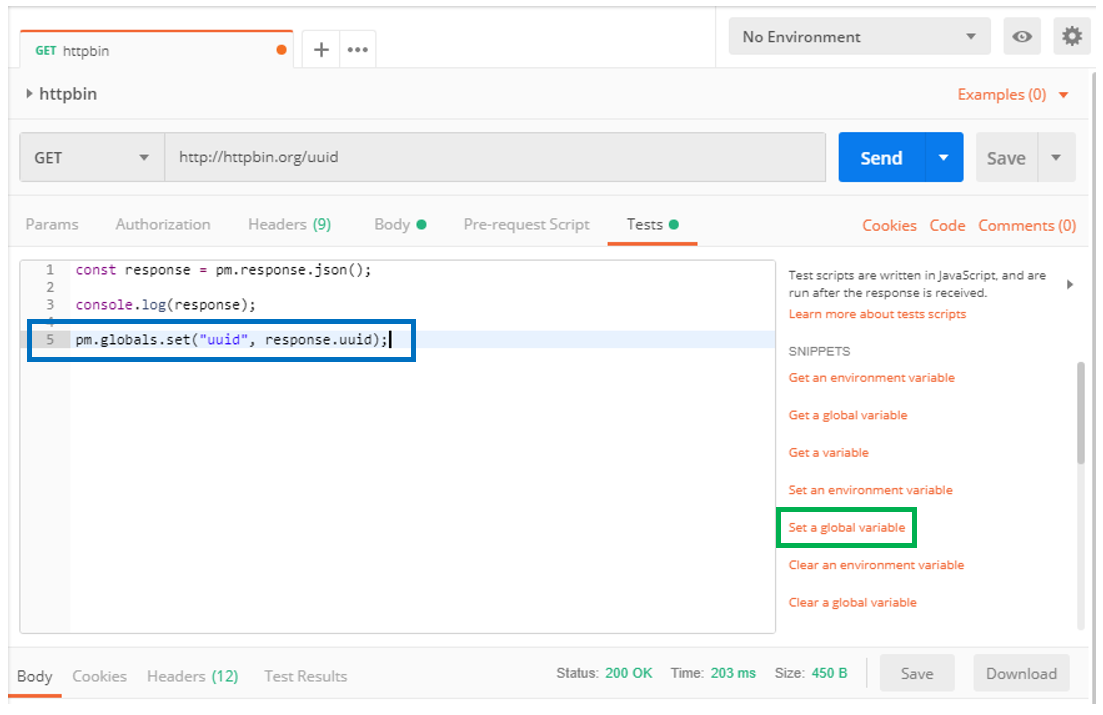 GET httpbin
+ •••
No Environment
httpbin
Examples (0)
GET
http://httpbin.org/uuid
Send
Save
Params Authorization Headers (9) Body Pre-request Script Tests
Cookies Code Comments (0)
1 const response = pm.response.json();
2
3 console.log(response);
4
5 pm.globals.set("uuid", response.uuid);
Test scripts are written in JavaScript, and are
run after the response is received.
Learn more about tests scripts
SNIPPETS
Get an environment variable
Get a global variable
Get a variable
Set an environment variable
Set a global variable
Clear an environment variable
Clear a global variable
Body Cookies Headers (12) Test Results
Status: 200 OK Time: 203 ms Size: 450 B
Save
Download